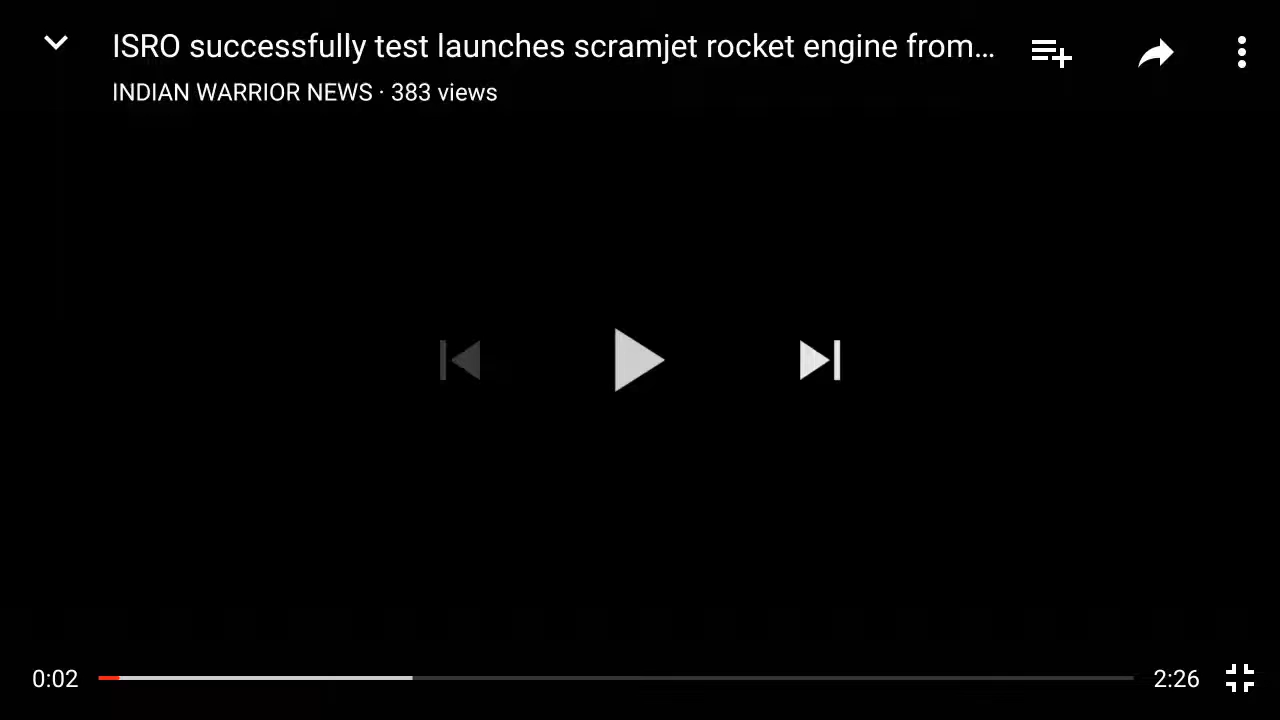 ISRO successfully test launches scramjet rocket engine from...
INDIAN WARRIOR NEWS · 383 views
0:02
2:26